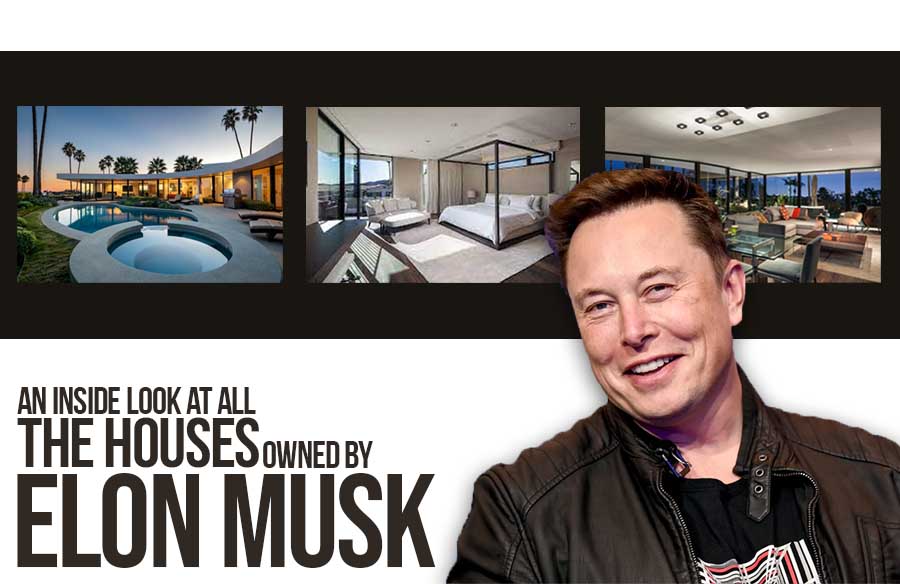 AN INSIDE LOOK AT ALL
THE HOUSES OWNED BY
ELON MUSK